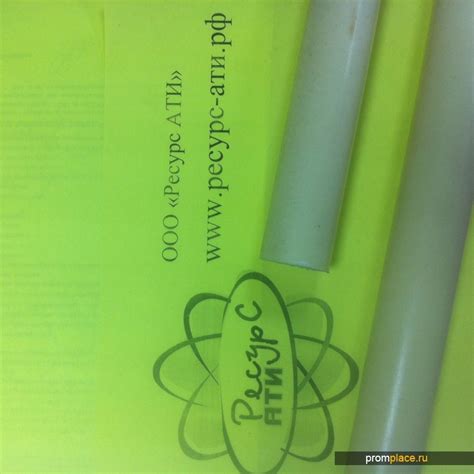 ООО «Ресурс АТИ»
www.ресурс-ати.рф
Ресурс
АТИ
promplace.ru